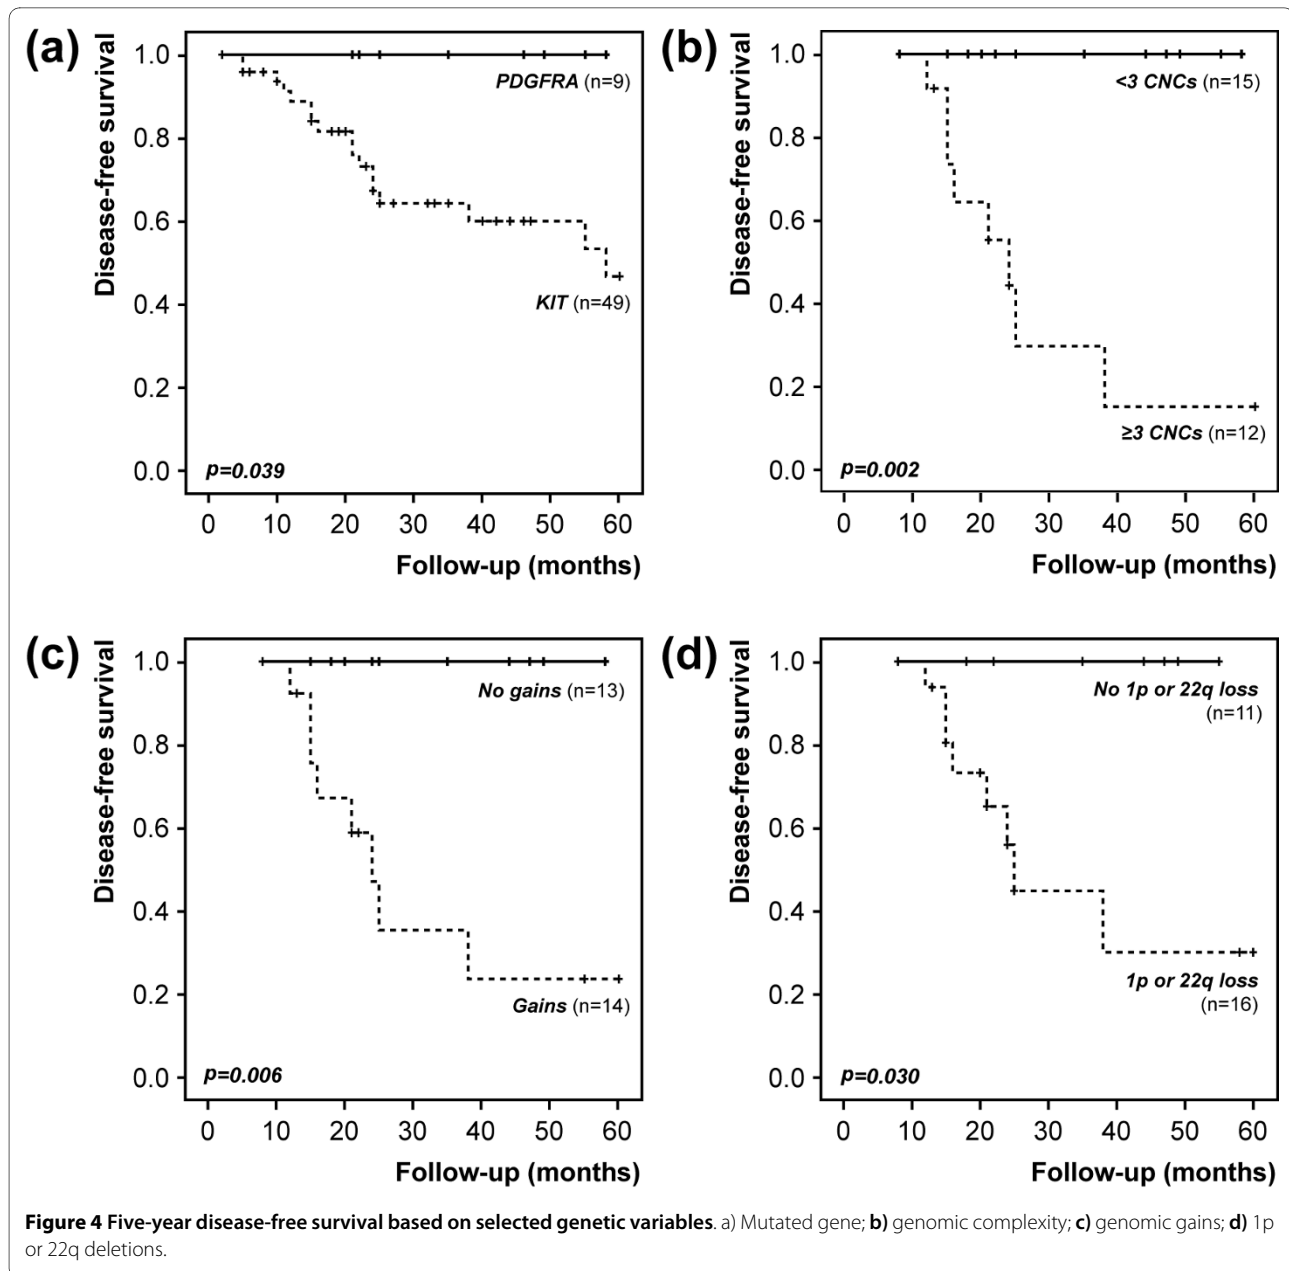 (a)
Disease-free survival
1.0
0.8
0.6
0.4
0.2
0.0
PDGFRA (n=9)
KIT (n=49)
p=0.039
0 10 20 30 40 50 60
Follow-up (months)
(b)
Disease-free survival
1.0
0.8
0.6
0.4
0.2
0.0
<3 CNCs (n=15)
≥3 CNCs (n=12)
p=0.002
0 10 20 30 40 50 60
Follow-up (months)
(c)
Disease-free survival
1.0
0.8
0.6
0.4
0.2
0.0
No gains (n=13)
Gains (n=14)
p=0.006
0 10 20 30 40 50 60
Follow-up (months)
(d)
Disease-free survival
1.0
0.8
0.6
0.4
0.2
0.0
No 1p or 22q loss
(n=11)
1p or 22q loss
(n=16)
p=0.030
0 10 20 30 40 50 60
Follow-up (months)
Figure 4 Five-year disease-free survival based on selected genetic variables. a) Mutated gene; b) genomic complexity; c) genomic gains; d) 1p
or 22q deletions.